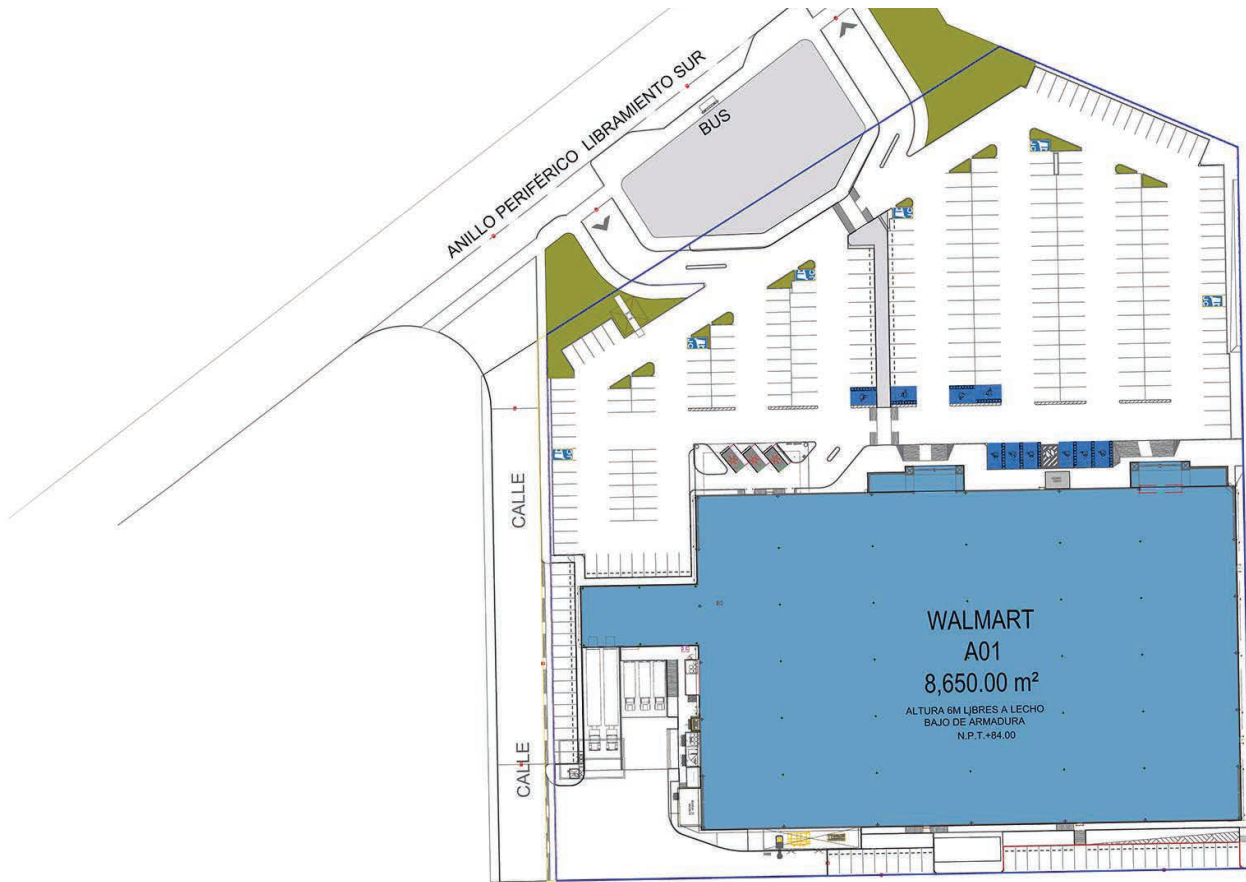 ANILLO PERIFÉRICO LIBRAMIENTO SUR
BUS
CALLE
WALMART
A01
8,650.00 m²
ALTURA 6M LIBRES A LECHO
BAJO DE ARMADURA
N.P.T.+84.00
CALLE